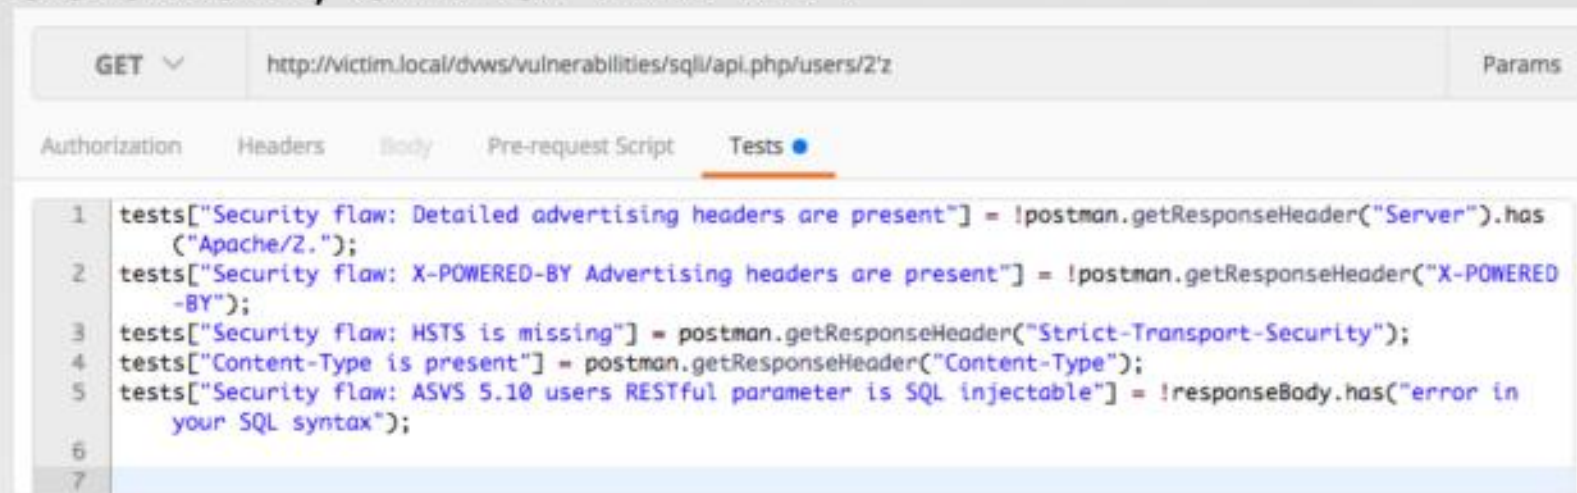 GET http://victim.local/dvws/vulnerabilities/sqli/api.php/users/2'z Params
Authorization Headers Body Pre-request Script Tests
1 tests["Security flaw: Detailed advertising headers are present"] = !postman.getResponseHeader("Server").has
("Apache/2.");
2 tests["Security flaw: X-POWERED-BY Advertising headers are present"] = !postman.getResponseHeader("X-POWERED
-BY");
3 tests["Security flaw: HSTS is missing"] = postman.getResponseHeader("Strict-Transport-Security");
4 tests["Content-Type is present"] = postman.getResponseHeader("Content-Type");
5 tests["Security flaw: ASVS 5.10 users RESTful parameter is SQL injectable"] = !responseBody.has("error in
your SQL syntax");
6
7